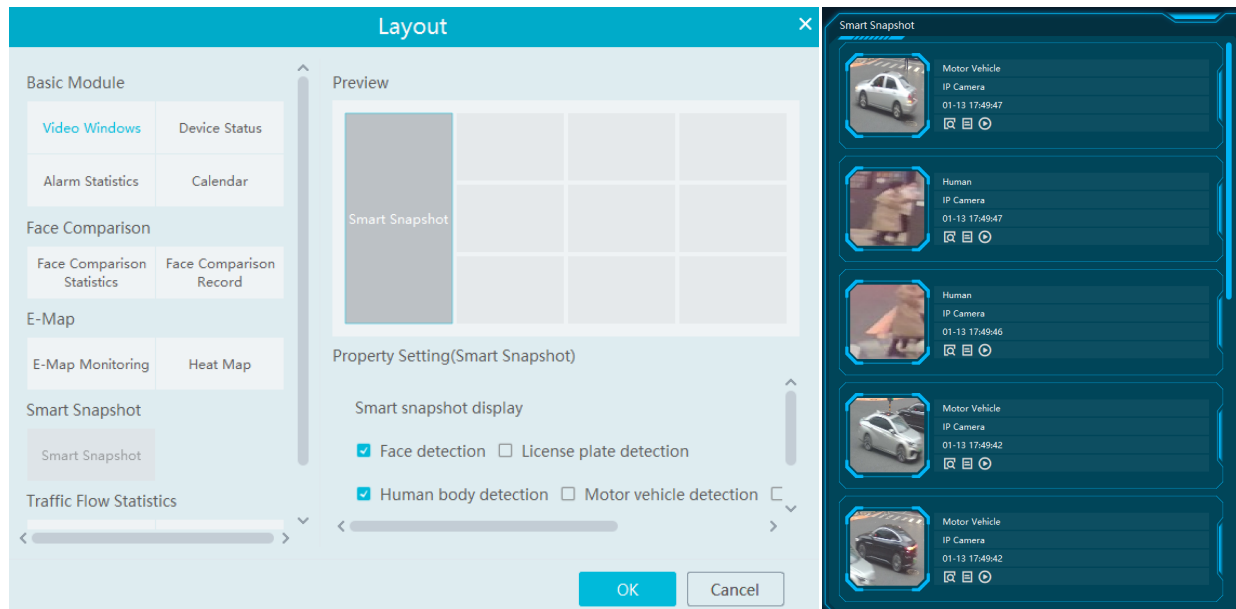 Layout
Basic Module
Video Windows
Device Status
Alarm Statistics
Calendar
Face Comparison
Face Comparison
Statistics
Face Comparison
Record
E-Map
E-Map Monitoring
Heat Map
Smart Snapshot
Smart Snapshot
Traffic Flow Statistics
Preview
Smart Snapshot
Property Setting(Smart Snapshot)
Smart snapshot display
Face detection
License plate detection
Human body detection
Motor vehicle detection
OK
Cancel
Smart Snapshot
Motor Vehicle
IP Camera
01-13 17:49:47
Human
IP Camera
01-13 17:49:47
Human
IP Camera
01-13 17:49:46
Motor Vehicle
IP Camera
01-13 17:49:42
Motor Vehicle
IP Camera
01-13 17:49:42